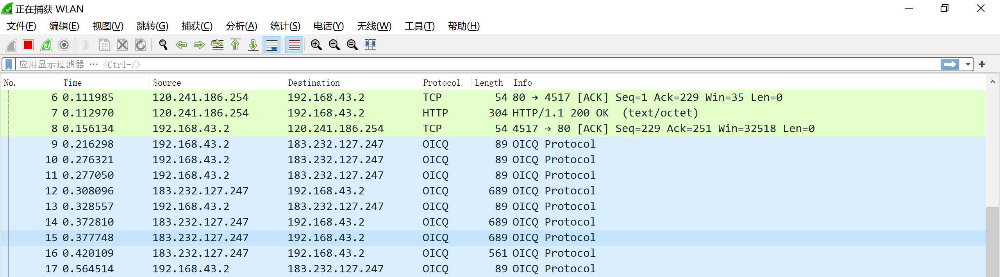 正在捕获 WLAN
文件(F) 编辑(E) 视图(V) 跳转(G) 捕获(C) 分析(A) 统计(S) 电话(Y) 无线(W) 工具(T) 帮助(H)
应用显示过滤器 … <Ctrl-/>
No. Time Source Destination Protocol Length Info
6 0.111985 120.241.186.254 192.168.43.2 TCP 54 80 → 4517 [ACK] Seq=1 Ack=229 Win=35 Len=0
7 0.112970 120.241.186.254 192.168.43.2 HTTP 304 HTTP/1.1 200 OK (text/octet)
8 0.156134 192.168.43.2 120.241.186.254 TCP 54 4517 → 80 [ACK] Seq=229 Ack=251 Win=32518 Len=0
9 0.216298 192.168.43.2 183.232.127.247 OICQ 89 OICQ Protocol
10 0.276321 192.168.43.2 183.232.127.247 OICQ 89 OICQ Protocol
11 0.277050 192.168.43.2 183.232.127.247 OICQ 89 OICQ Protocol
12 0.308096 183.232.127.247 192.168.43.2 OICQ 689 OICQ Protocol
13 0.328557 192.168.43.2 183.232.127.247 OICQ 89 OICQ Protocol
14 0.372810 183.232.127.247 192.168.43.2 OICQ 689 OICQ Protocol
15 0.377748 183.232.127.247 192.168.43.2 OICQ 689 OICQ Protocol
16 0.420109 183.232.127.247 192.168.43.2 OICQ 561 OICQ Protocol
17 0.564514 192.168.43.2 183.232.127.247 OICQ 89 OICQ Protocol